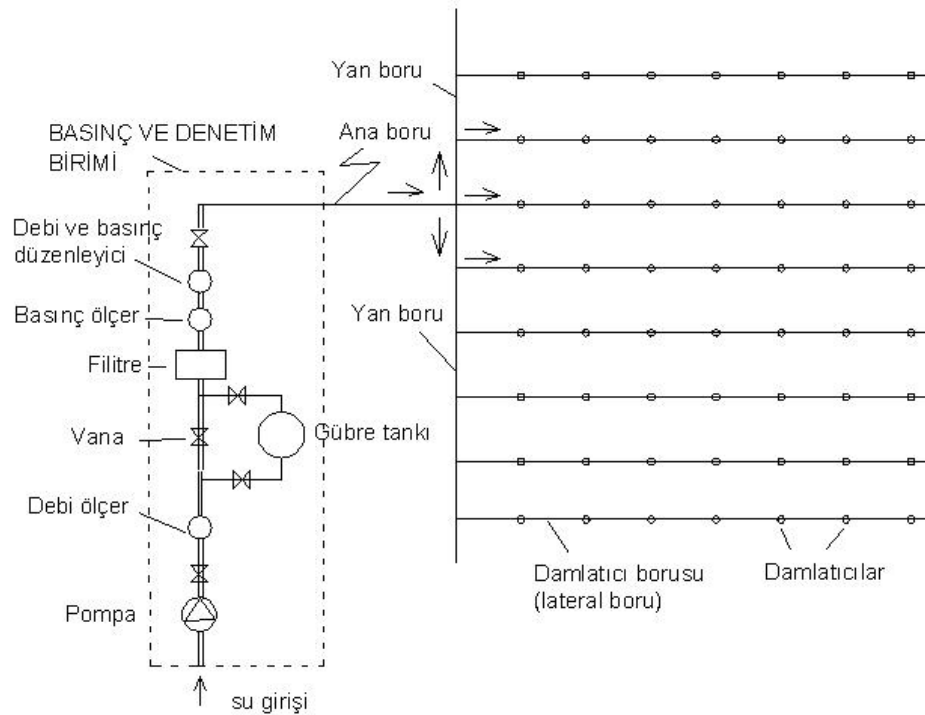 Yan boru
BASINÇ VE DENETİM
BİRİMİ
Ana boru
Debi ve basınç
düzenleyici
Basınç ölçer
Yan boru
Filitre
Vana
Gübre tankı
Debi ölçer
Damlatıcı borusu
(lateral boru)
Damlatıcılar
Pompa
su girişi